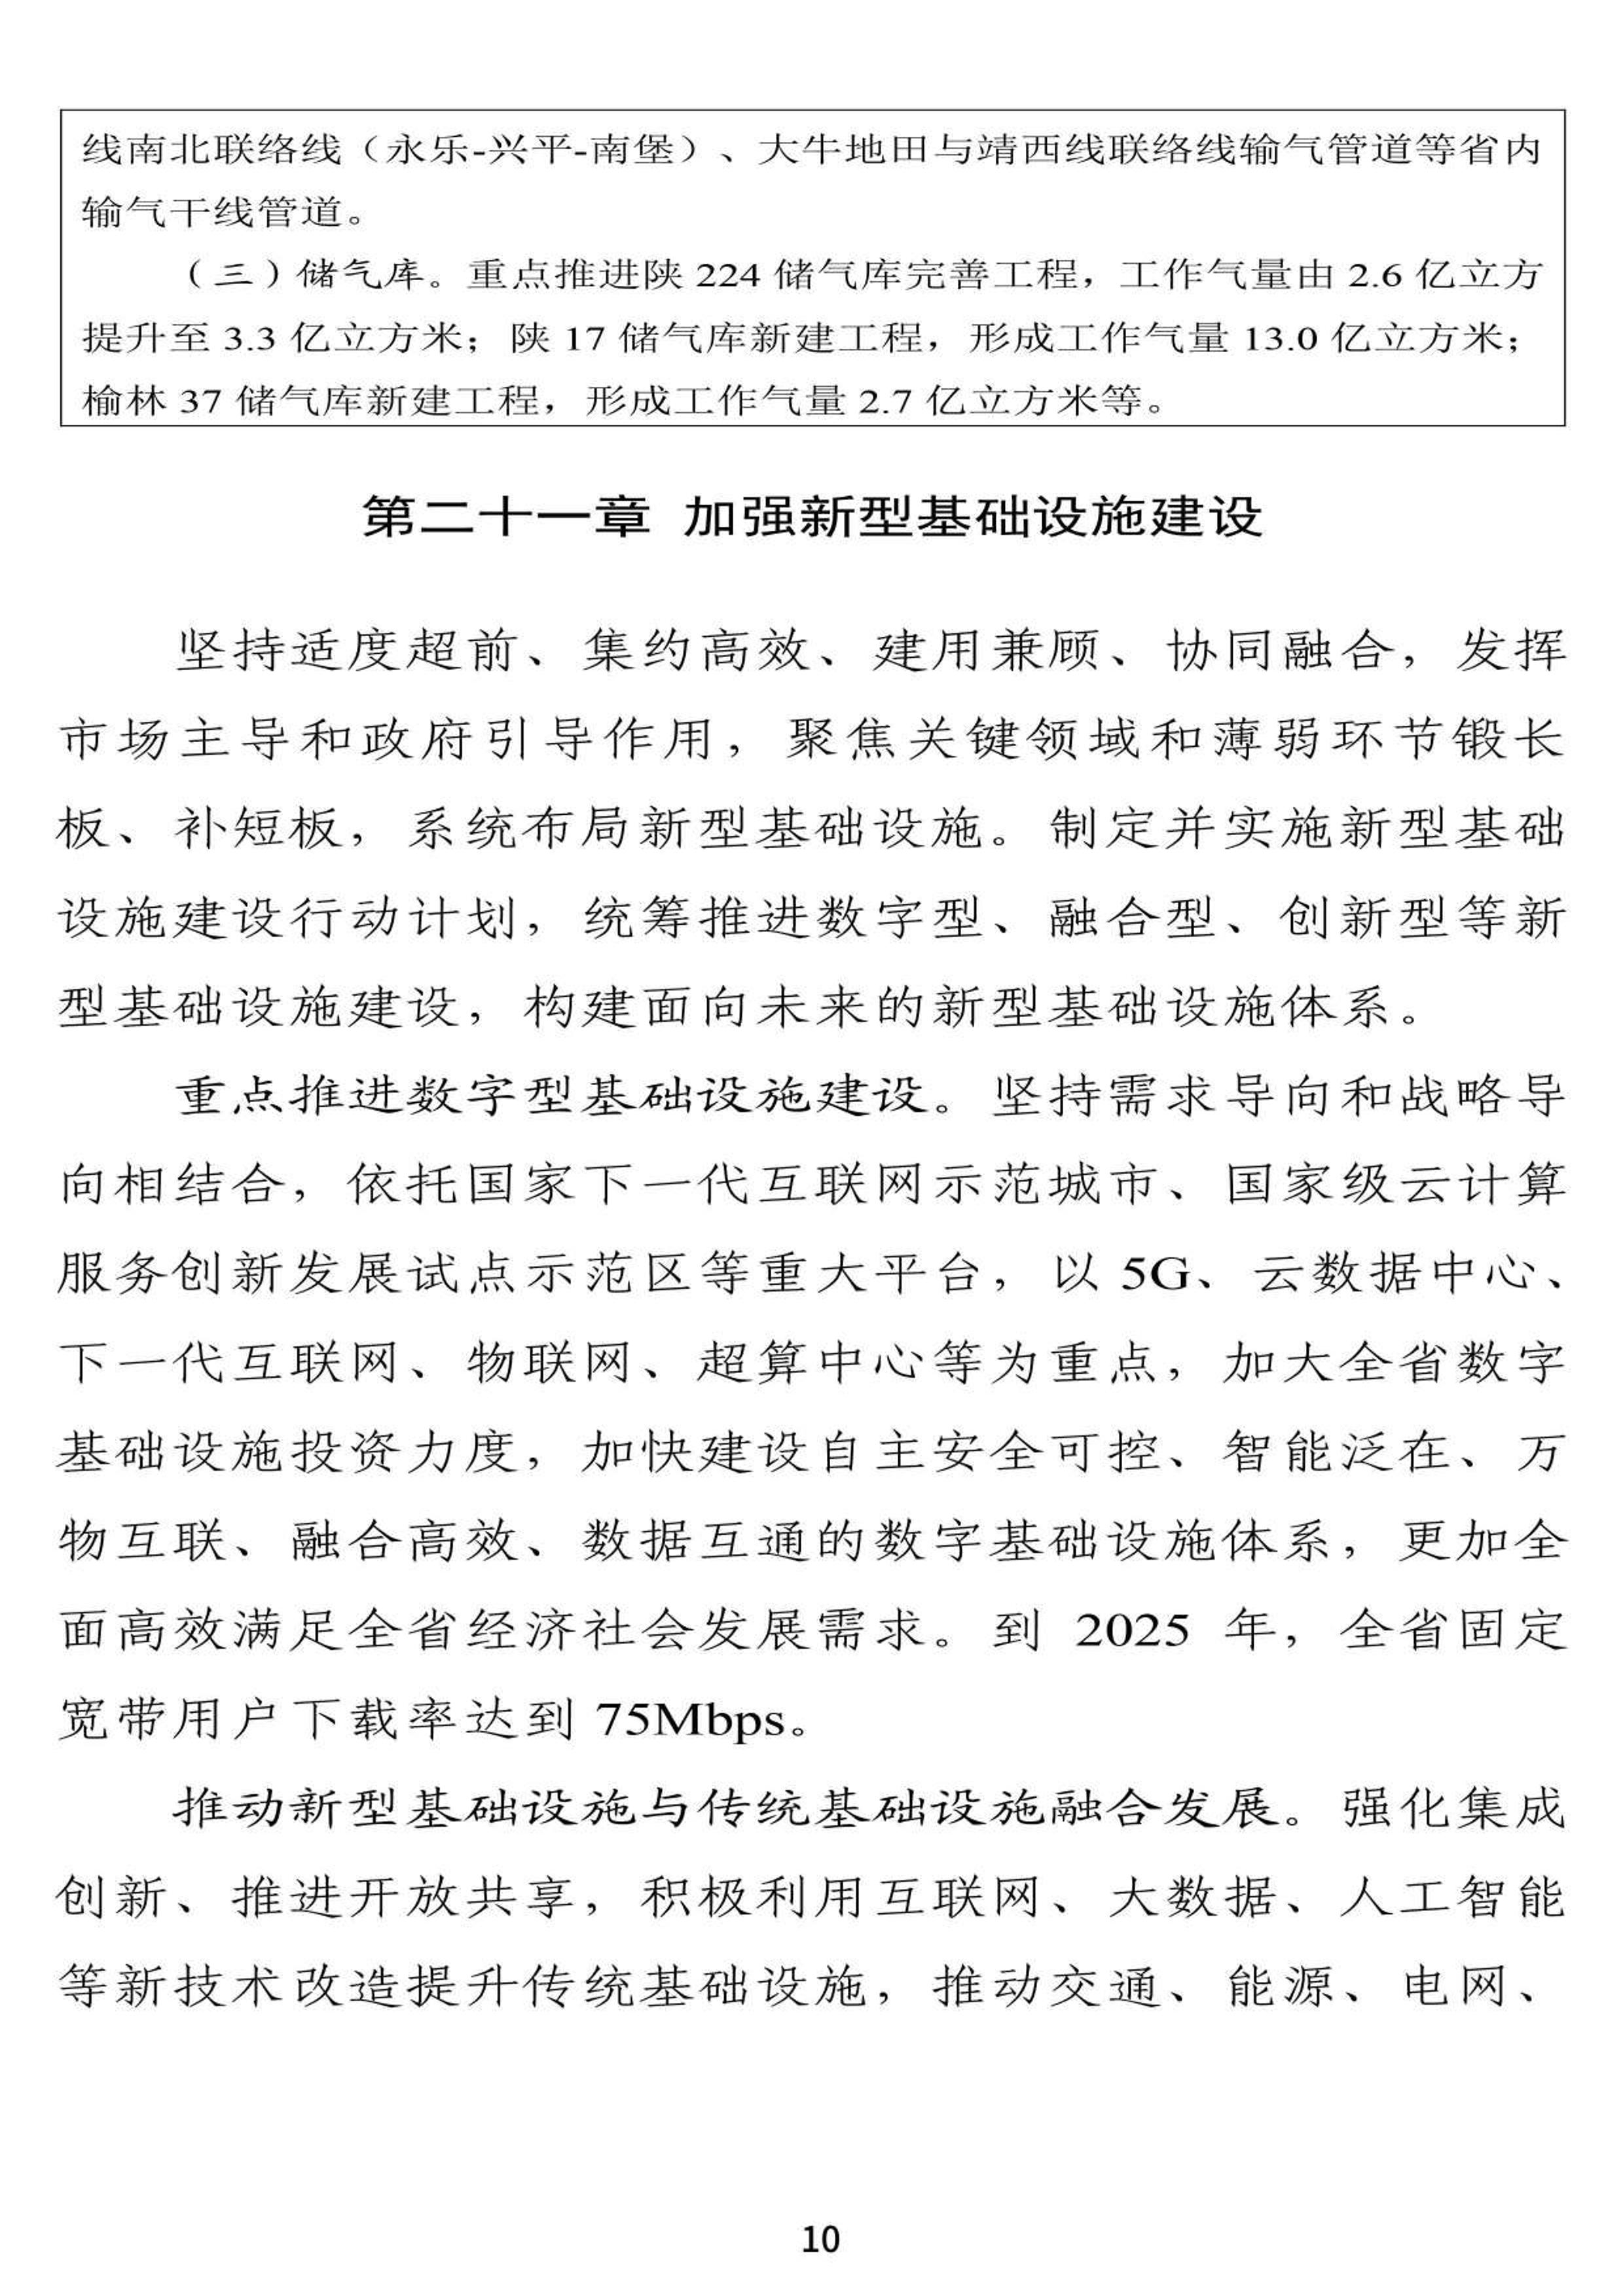 线南北联络线（永乐-兴平-南堡）、大牛地田与靖西线联络线输气管道等省内
输气干线管道。
（三）储气库。重点推进陕 224 储气库完善工程，工作气量由 2.6 亿立方
提升至 3.3 亿立方米；陕 17 储气库新建工程，形成工作气量 13.0 亿立方米；
榆林 37 储气库新建工程，形成工作气量 2.7 亿立方米等。
第二十一章 加强新型基础设施建设
坚持适度超前、集约高效、建用兼顾、协同融合，发挥
市场主导和政府引导作用，聚焦关键领域和薄弱环节锻长
板、补短板，系统布局新型基础设施。制定并实施新型基础
设施建设行动计划，统筹推进数字型、融合型、创新型等新
型基础设施建设，构建面向未来的新型基础设施体系。
重点推进数字型基础设施建设。坚持需求导向和战略导
向相结合，依托国家下一代互联网示范城市、国家级云计算
服务创新发展试点示范区等重大平台，以 5G、云数据中心、
下一代互联网、物联网、超算中心等为重点，加大全省数字
基础设施投资力度，加快建设自主安全可控、智能泛在、万
物互联、融合高效、数据互通的数字基础设施体系，更加全
面高效满足全省经济社会发展需求。到 2025 年，全省固定
宽带用户下载率达到 75Mbps。
推动新型基础设施与传统基础设施融合发展。强化集成
创新、推进开放共享，积极利用互联网、大数据、人工智能
等新技术改造提升传统基础设施，推动交通、能源、电网、
10